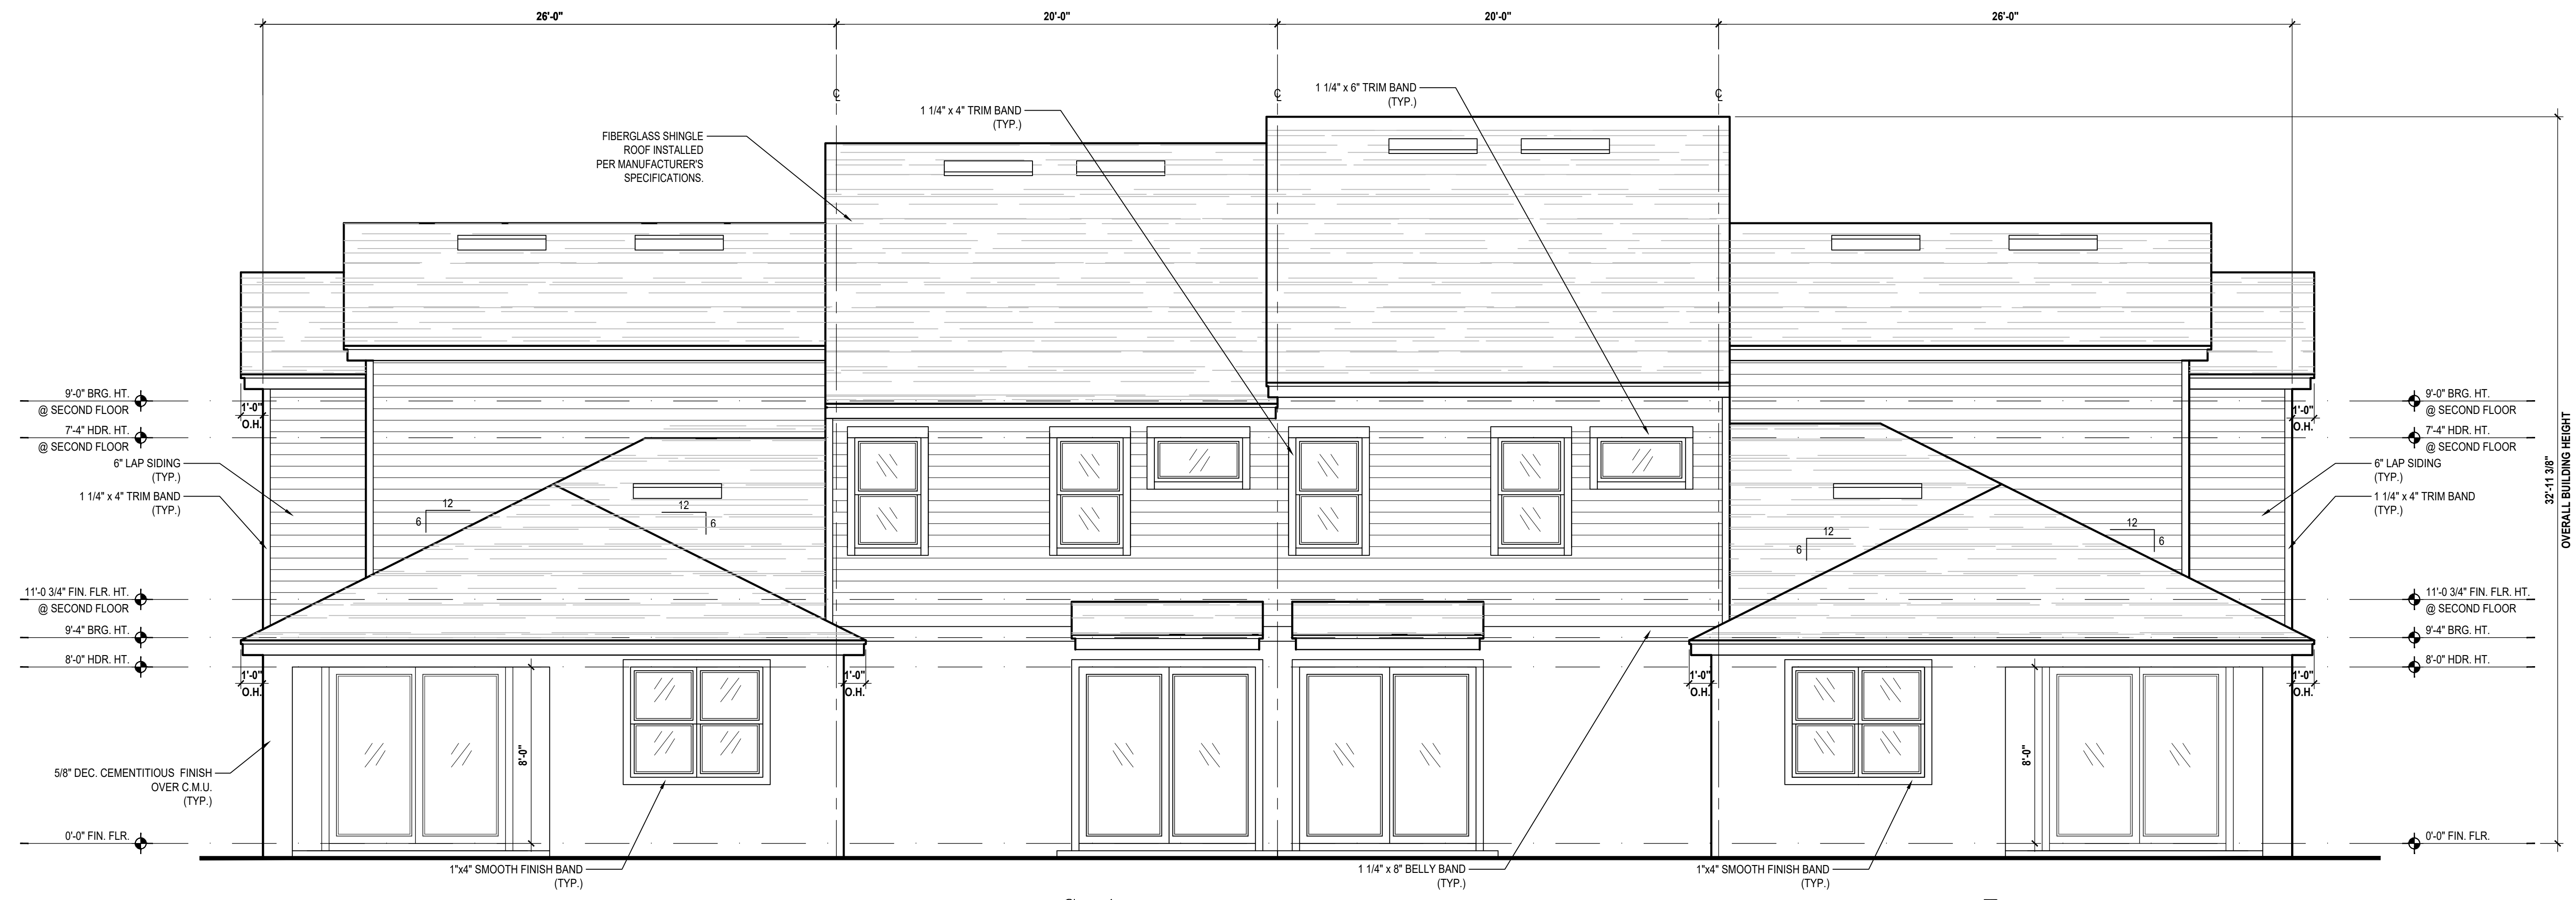 26'-0"
20'-0"
20'-0"
26'-0"
℄
℄
℄
1 1/4" x 6" TRIM BAND
(TYP.)
1 1/4" x 4" TRIM BAND
(TYP.)
FIBERGLASS SHINGLE
ROOF INSTALLED
PER MANUFACTURER'S
SPECIFICATIONS.
9'-0" BRG. HT.
@ SECOND FLOOR
7'-4" HDR. HT.
@ SECOND FLOOR
6" LAP SIDING
(TYP.)
1 1/4" x 4" TRIM BAND
(TYP.)
11'-0 3/4" FIN. FLR. HT.
@ SECOND FLOOR
9'-4" BRG. HT.
8'-0" HDR. HT.
5/8" DEC. CEMENTITIOUS FINISH
OVER C.M.U.
(TYP.)
0'-0" FIN. FLR.
1'-0"
O.H.
12
6
12
6
1'-0"
O.H.
1'-0"
O.H.
8'-0"
1"x4" SMOOTH FINISH BAND
(TYP.)
1 1/4" x 8" BELLY BAND
(TYP.)
1"x4" SMOOTH FINISH BAND
(TYP.)
12
6
12
6
1'-0"
O.H.
1'-0"
O.H.
1'-0"
O.H.
8'-0"
9'-0" BRG. HT.
@ SECOND FLOOR
7'-4" HDR. HT.
@ SECOND FLOOR
6" LAP SIDING
(TYP.)
1 1/4" x 4" TRIM BAND
(TYP.)
11'-0 3/4" FIN. FLR. HT.
@ SECOND FLOOR
9'-4" BRG. HT.
8'-0" HDR. HT.
0'-0" FIN. FLR.
32'-11 3/8"
OVERALL BUILDING HEIGHT